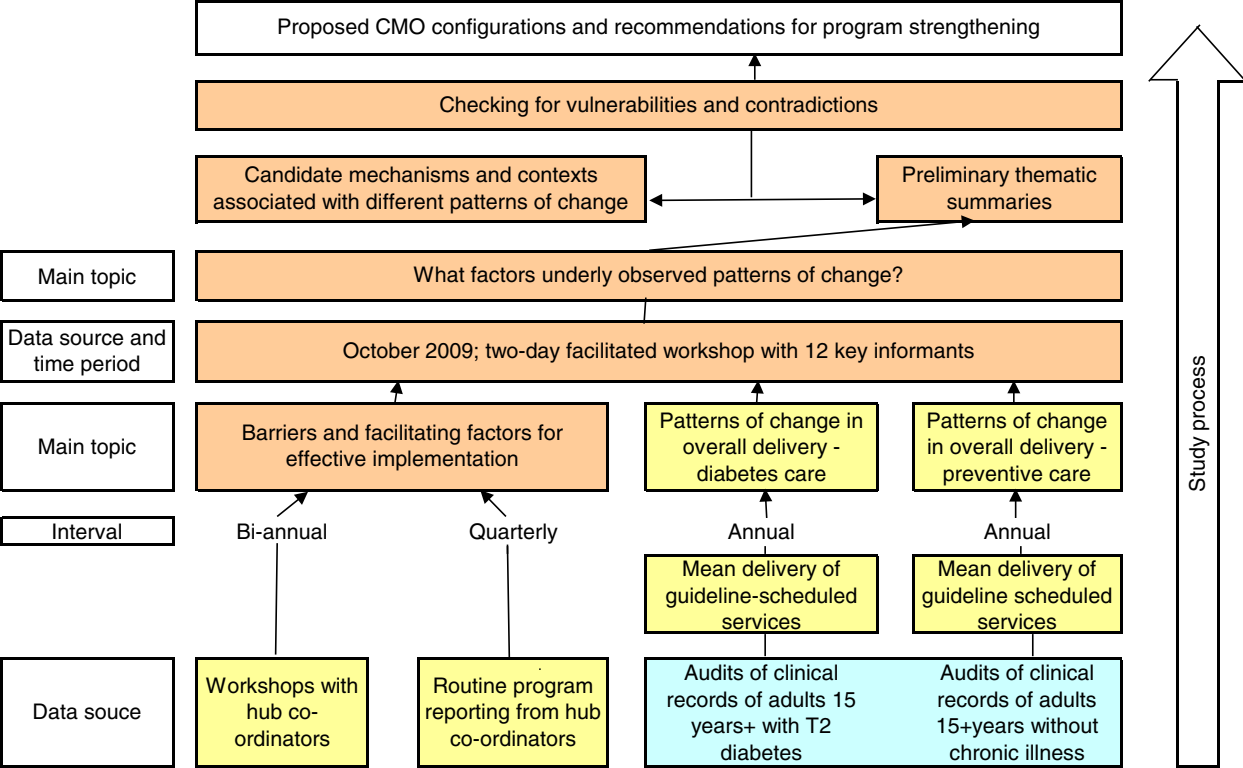 Proposed CMO configurations and recommendations for program strengthening
Checking for vulnerabilities and contradictions
Candidate mechanisms and contexts
associated with different patterns of change
Preliminary thematic
summaries
Main topic
What factors underly observed patterns of change?
Data source and
time period
October 2009; two-day facilitated workshop with 12 key informants
Main topic
Barriers and facilitating factors for
effective implementation
Patterns of change in
overall delivery -
diabetes care
Patterns of change
in overall delivery -
preventive care
Interval
Bi-annual
Quarterly
Annual
Annual
Mean delivery of
guideline-scheduled
services
Mean delivery of
guideline scheduled
services
Data souce
Workshops with
hub co-
ordinators
Routine program
reporting from hub
co-ordinators
Audits of clinical
records of adults 15
years+ with T2
diabetes
Audits of clinical
records of adults
15+years without
chronic illness
Study process